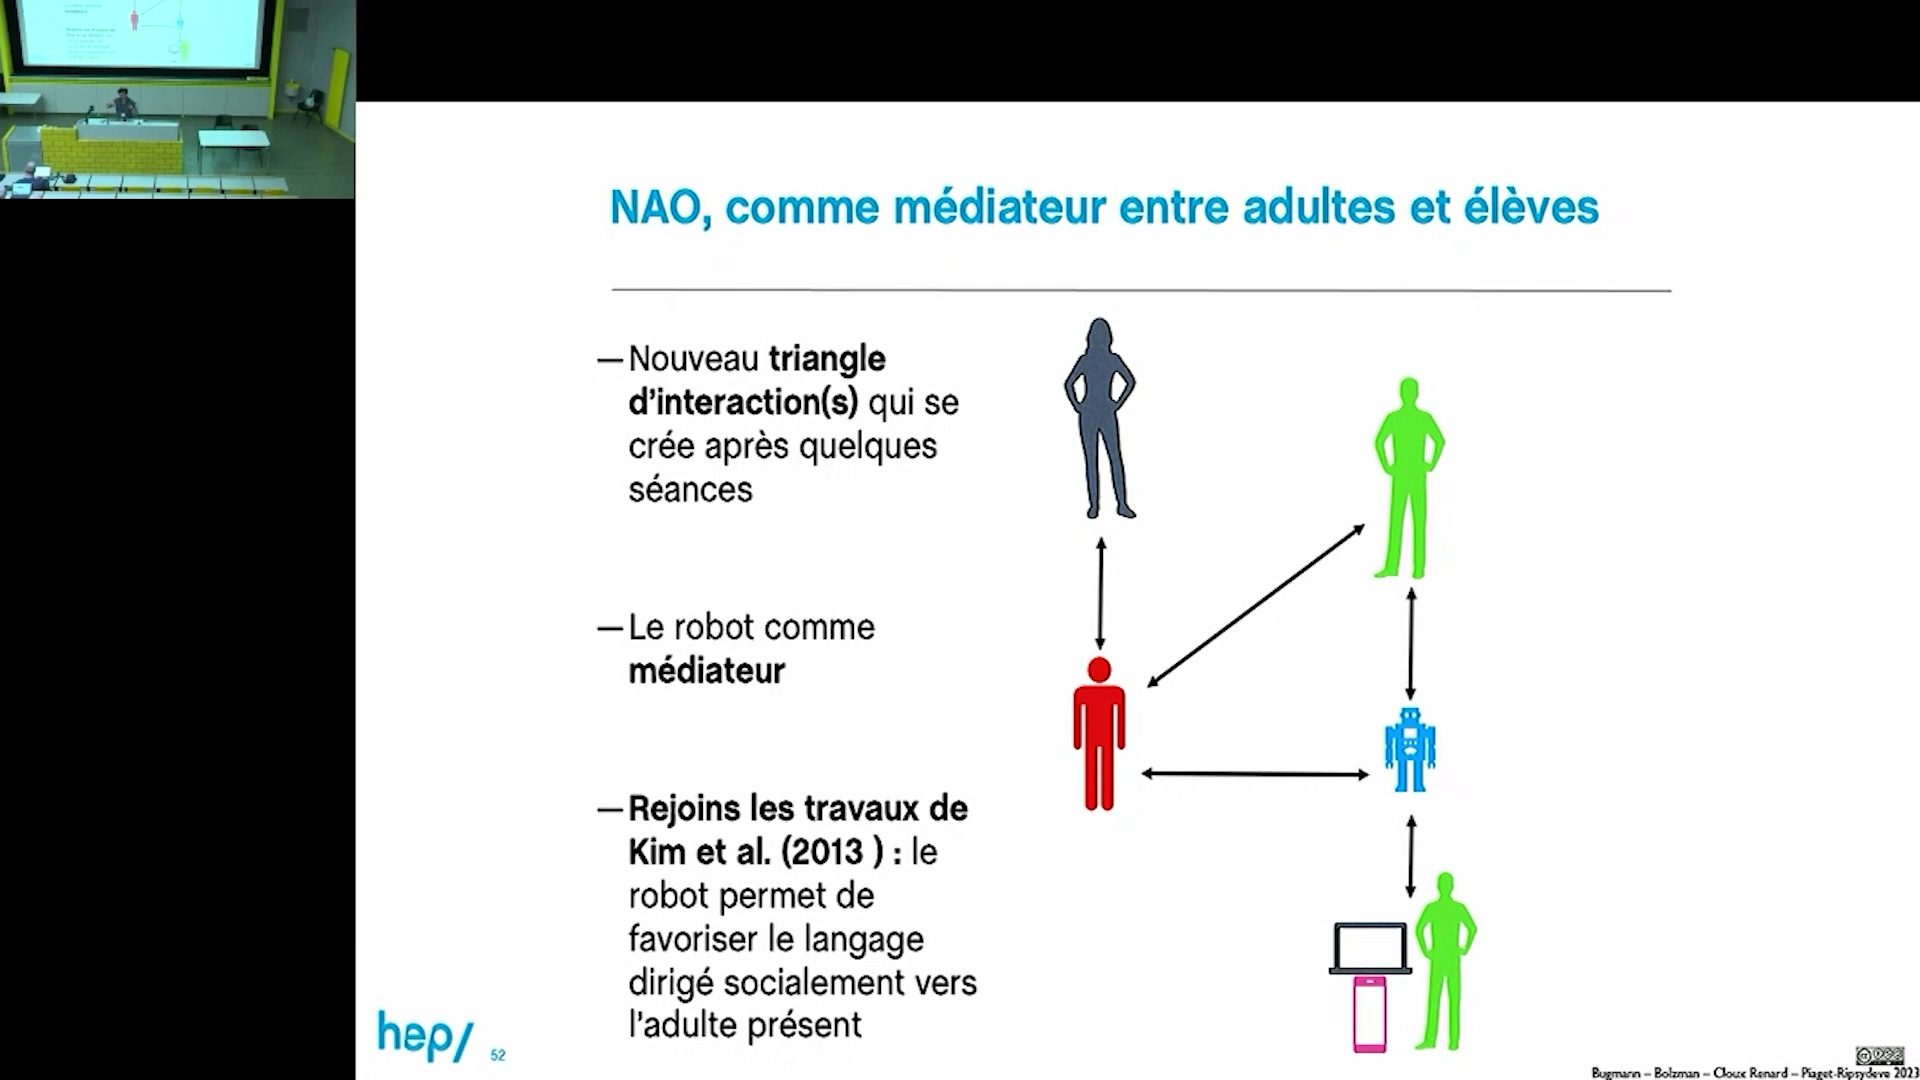 NAO, comme médiateur entre adultes et élèves
— Nouveau triangle
d'interaction(s) qui se
crée après quelques
séances
— Le robot comme
médiateur
— Rejoins les travaux de
Kim et al. (2013 ) : le
robot permet de
favoriser le langage
dirigé socialement vers
l'adulte présent
hep/
52
Bugmann – Bolzman – Cloux Renard – Piaget-Ripsydeve 2023